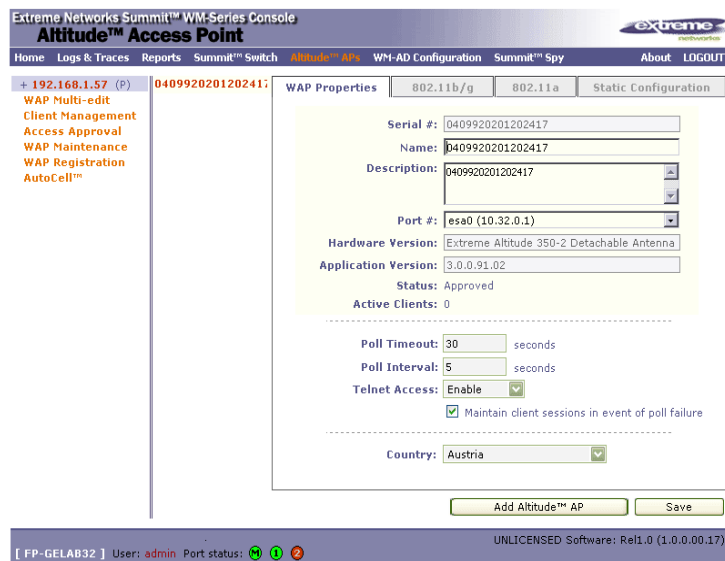 Extreme Networks Summit™ WM-Series Console
Altitude™ Access Point
extreme
networks
Home Logs & Traces Reports Summit™ Switch Altitude™ APs WM-AD Configuration Summit™ Spy About LOGOUT
+ 192.168.1.57 (P)
WAP Multi-edit
Client Management
Access Approval
WAP Maintenance
WAP Registration
AutoCell™
0409920201202417
WAP Properties 802.11b/g 802.11a Static Configuration
Serial #: 0409920201202417
Name: 0409920201202417
Description: 0409920201202417
Port #: esa0 (10.32.0.1)
Hardware Version: Extreme Altitude 350-2 Detachable Antenna
Application Version: 3.0.0.91.02
Status: Approved
Active Clients: 0
Poll Timeout: 30 seconds
Poll Interval: 5 seconds
Telnet Access: Enable
Maintain client sessions in event of poll failure
Country: Austria
Add Altitude™ AP Save
UNLICENSED Software: Rel1.0 (1.0.0.00.17)
[ FP-GELAB32 ] User: admin Port status: M 1 2